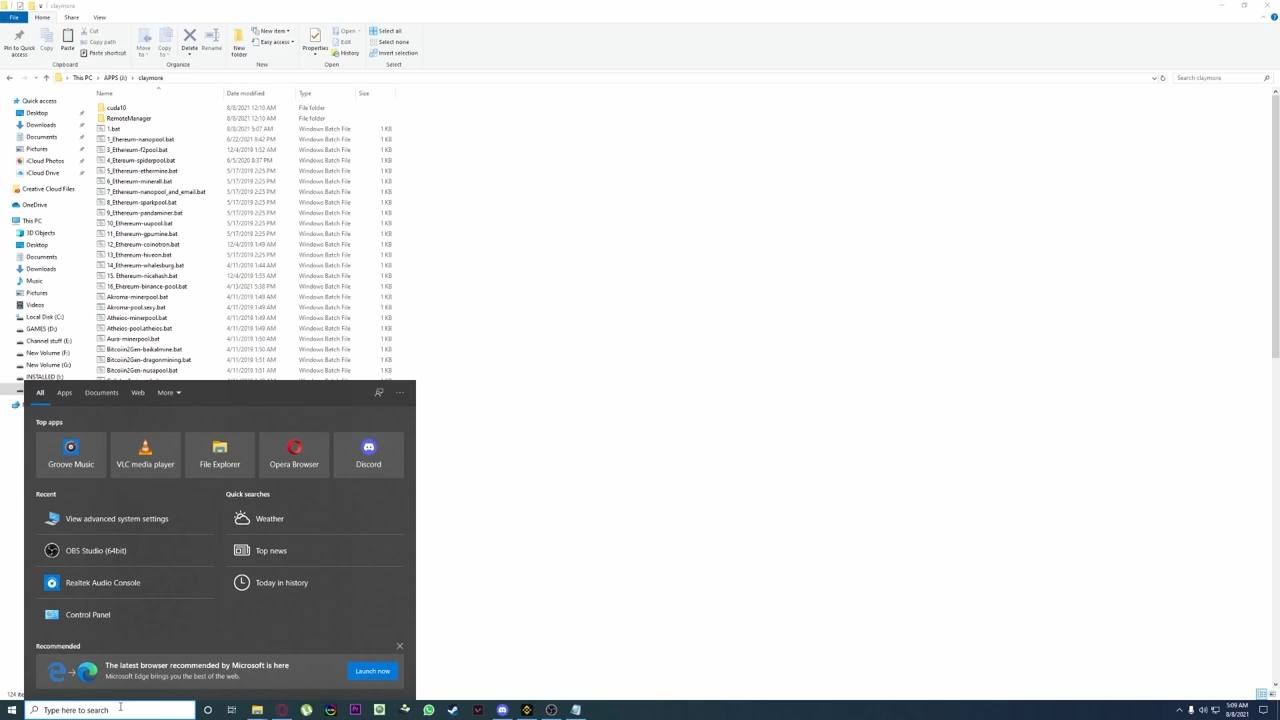 claymore
File Home Share View
Pin to Quick access
Copy
Paste
Cut
Copy path
Paste shortcut
Clipboard
Move to
Copy to
Delete
Rename
Organize
New folder
New item
Easy access
New
Properties
Open
Edit
History
Open
Select all
Select none
Invert selection
Select
This PC > APPS (J:) > claymore
Search claymore
Name Date modified Type Size
Quick access
Desktop
Downloads
Documents
Pictures
iCloud Photos
iCloud Drive
Creative Cloud Files
OneDrive
This PC
3D Objects
Desktop
Documents
Downloads
Music
Pictures
Videos
Local Disk (C:)
GAMES (D:)
Channel stuff (E:)
New Volume (F:)
New Volume (G:)
INSTALLED (I:)
cuda10 8/8/2021 12:10 AM File folder
RemoteManager 8/8/2021 12:10 AM File folder
1.bat 8/8/2021 5:07 AM Windows Batch File 1 KB
1_Ehereum-nanopool.bat 6/22/2021 8:42 PM Windows Batch File 1 KB
3_Ethereum-f2pool.bat 12/4/2019 1:52 AM Windows Batch File 1 KB
4_Etereum-spiderpool.bat 6/5/2020 8:37 PM Windows Batch File 1 KB
5_Ethereum-ethermine.bat 5/17/2019 2:25 PM Windows Batch File 1 KB
6_Ethereum-minerall.bat 5/17/2019 2:25 PM Windows Batch File 1 KB
7_Ethereum-nanopool_and_email.bat 5/17/2019 2:25 PM Windows Batch File 1 KB
8_Ethereum-sparkpool.bat 5/17/2019 2:25 PM Windows Batch File 1 KB
9_Ethereum-pandaminer.bat 5/17/2019 2:25 PM Windows Batch File 1 KB
10_Ethereum-uupool.bat 5/17/2019 2:25 PM Windows Batch File 1 KB
11_Ethereum-gpumine.bat 5/17/2019 2:25 PM Windows Batch File 1 KB
12_Ethereum-coinotron.bat 12/4/2019 1:49 AM Windows Batch File 1 KB
13_Ethereum-hiveon.bat 5/17/2019 2:25 PM Windows Batch File 1 KB
14_Ethereum-whalesburg.bat 4/11/2019 1:44 AM Windows Batch File 1 KB
15. Ethereum-nicehash.bat 12/4/2019 1:55 AM Windows Batch File 1 KB
16_Ehereum-binance-pool.bat 4/13/2021 5:38 PM Windows Batch File 1 KB
Akroma-minerpool.bat 4/11/2019 1:49 AM Windows Batch File 1 KB
Akroma-pool.sexy.bat 4/11/2019 1:49 AM Windows Batch File 1 KB
Atheios-minerpool.bat 4/11/2019 1:49 AM Windows Batch File 1 KB
Atheios-pool.atheios.bat 4/11/2019 1:49 AM Windows Batch File 1 KB
Aura-minerpool.bat 4/11/2019 1:50 AM Windows Batch File 1 KB
Bitcoiin2Gen-baikalmine.bat 4/11/2019 1:50 AM Windows Batch File 1 KB
Bitcoiin2Gen-dragonmining.bat 4/11/2019 1:51 AM Windows Batch File 1 KB
Bitcoiin2Gen-nusapool.bat 4/11/2019 1:51 AM Windows Batch File 1 KB
All Apps Documents Web More
Top apps
Groove Music
VLC media player
File Explorer
Opera Browser
Discord
Recent
View advanced system settings
OBS Studio (64bit)
Realtek Audio Console
Control Panel
Quick searches
Weather
Top news
Today in history
Recommended
The latest browser recommended by Microsoft is here
Microsoft Edge brings you the best of the web.
Launch now
124 ite
Type here to search
5:09 AM
8/8/2021